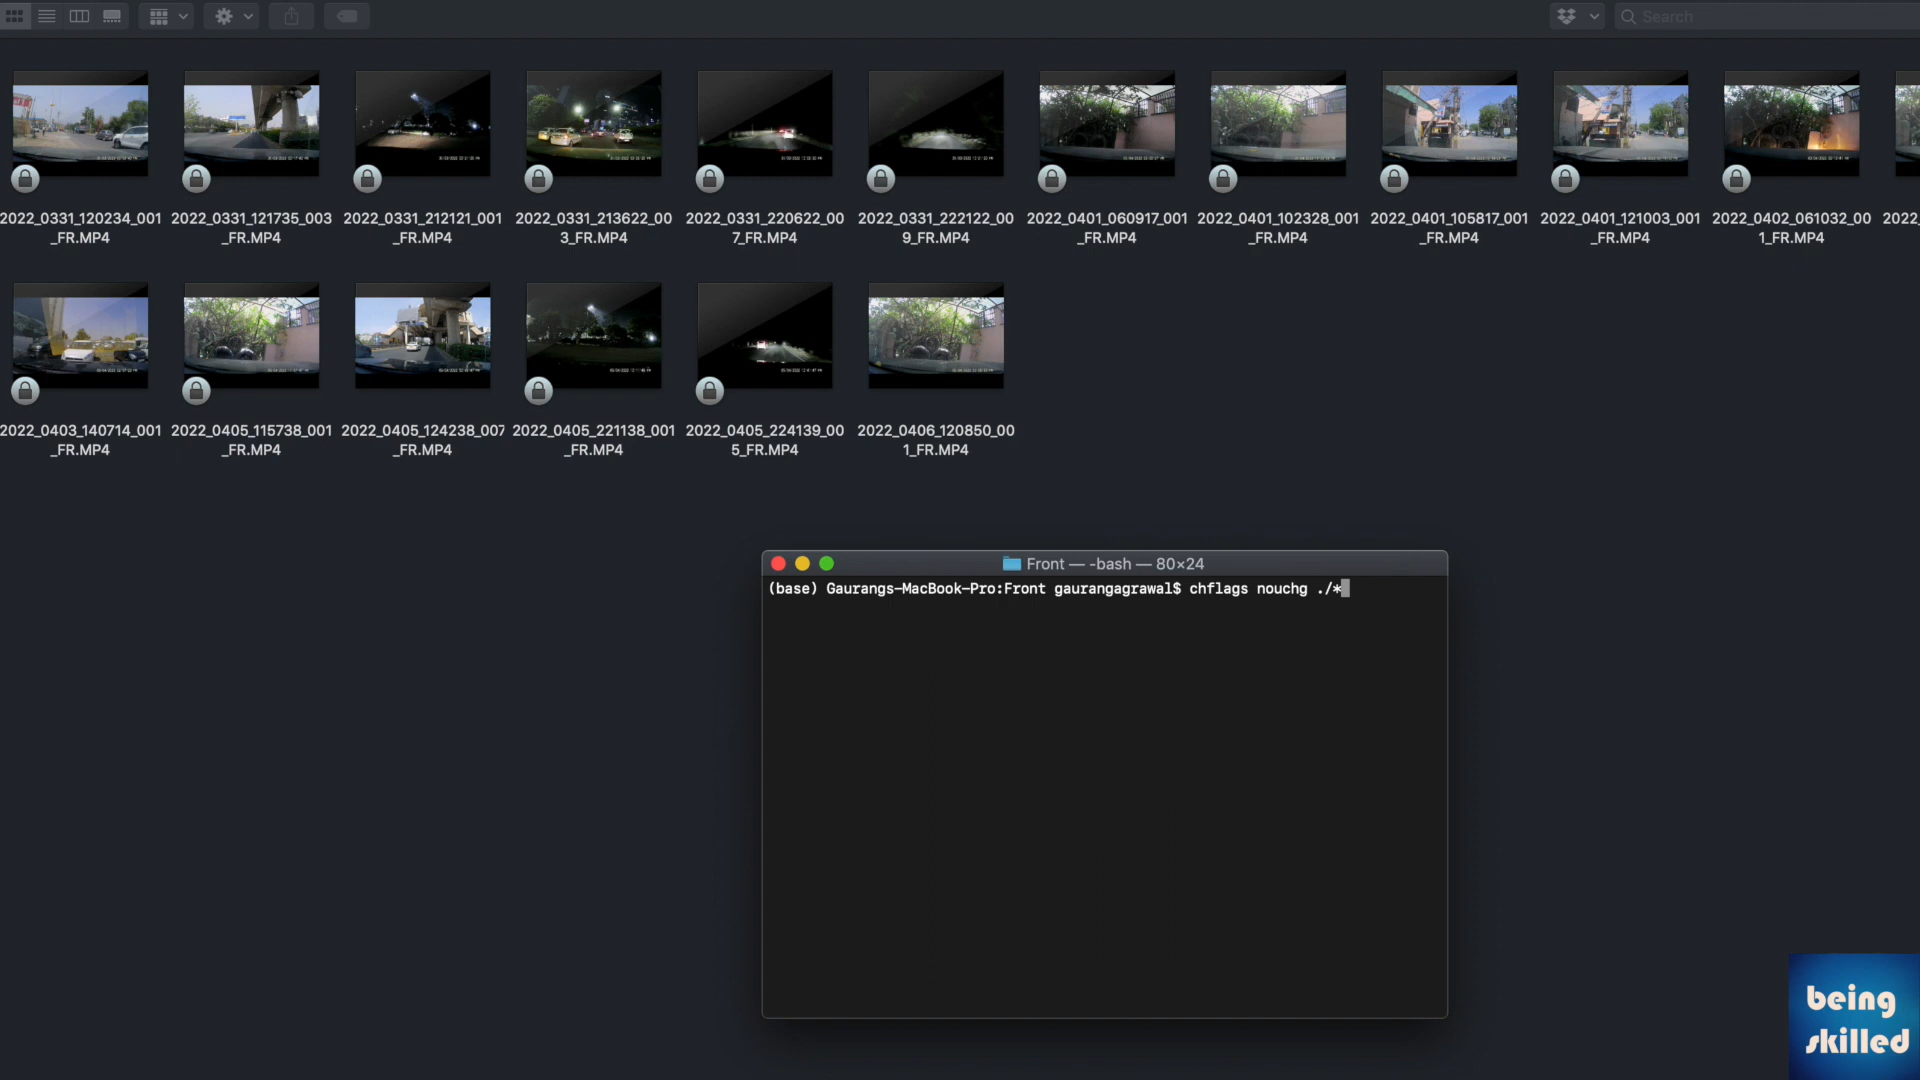 Search
2022_0331_120234_001 2022_0331_121735_003 2022_0331_212121_001 2022_0331_213622_00 2022_0331_220622_00 2022_0331_222122_00 2022_0401_060917_001 2022_0401_102328_001 2022_0401_105817_001 2022_0401_121003_001 2022_0402_061032_00 2022_
_FR.MP4 _FR.MP4 _FR.MP4 3_FR.MP4 7_FR.MP4 9_FR.MP4 _FR.MP4 _FR.MP4 _FR.MP4 _FR.MP4 1_FR.MP4
2022_0403_140714_001 2022_0405_115738_001 2022_0405_124238_007 2022_0405_221138_001 2022_0405_224139_00 2022_0406_120850_00
_FR.MP4 _FR.MP4 _FR.MP4 _FR.MP4 5_FR.MP4 1_FR.MP4
Front — -bash — 80×24
(base) Gaurangs-MacBook-Pro:Front gaurangagrawal$ chflags nouchg ./*
being
skilled